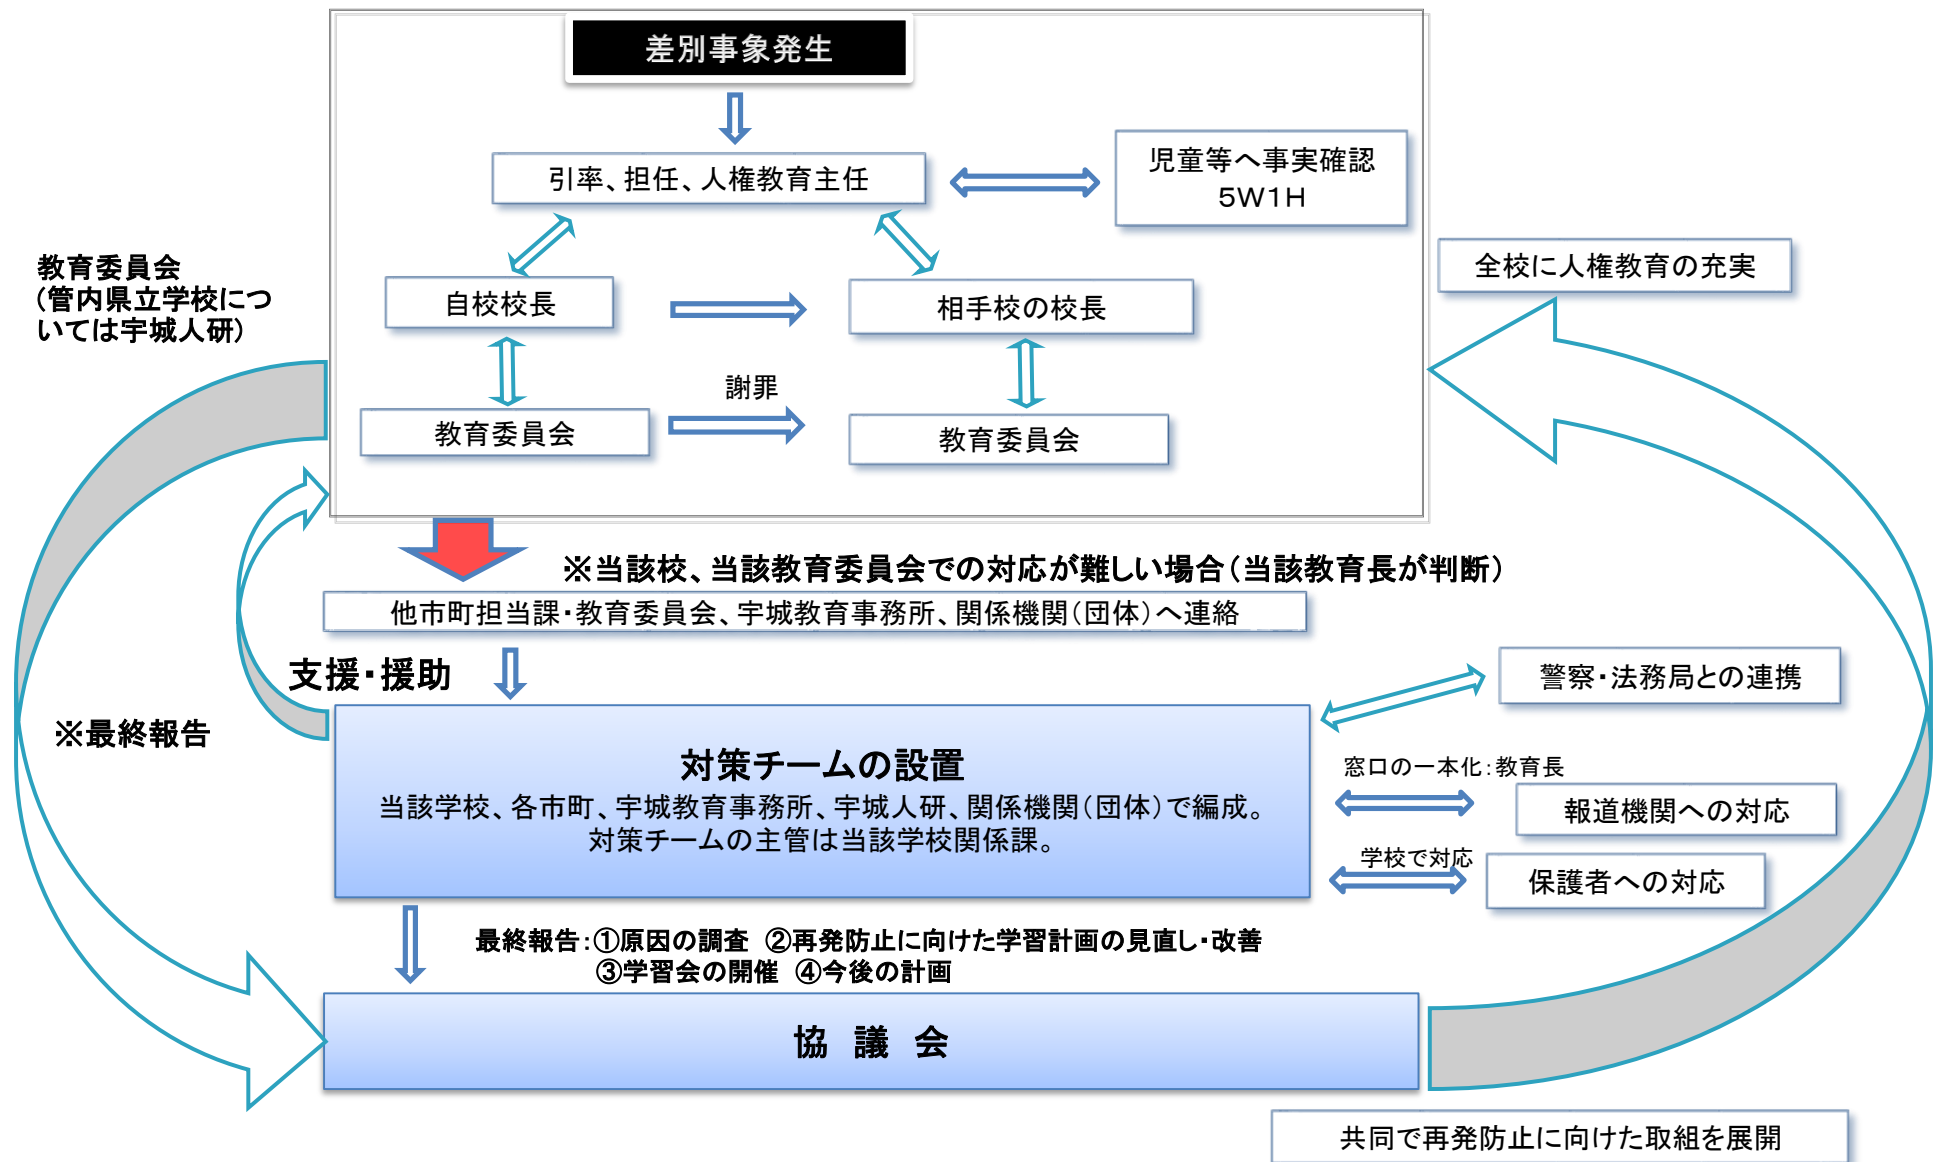 差別事象発生
引率、担任、人権教育主任
児童等へ事実確認
5W1H
教育委員会
(管内県立学校につ
いては宇城人研)
全校に人権教育の充実
自校校長
相手校の校長
謝罪
教育委員会
教育委員会
※当該校、当該教育委員会での対応が難しい場合(当該教育長が判断)
他市町担当課・教育委員会、宇城教育事務所、関係機関(団体)へ連絡
支援・援助
警察・法務局との連携
※最終報告
対策チームの設置
当該学校、各市町、宇城教育事務所、宇城人研、関係機関(団体)で編成。
対策チームの主管は当該学校関係課。
窓口の一本化:教育長
報道機関への対応
学校で対応
保護者への対応
最終報告:①原因の調査 ②再発防止に向けた学習計画の見直し・改善
③学習会の開催 ④今後の計画
協 議 会
共同で再発防止に向けた取組を展開